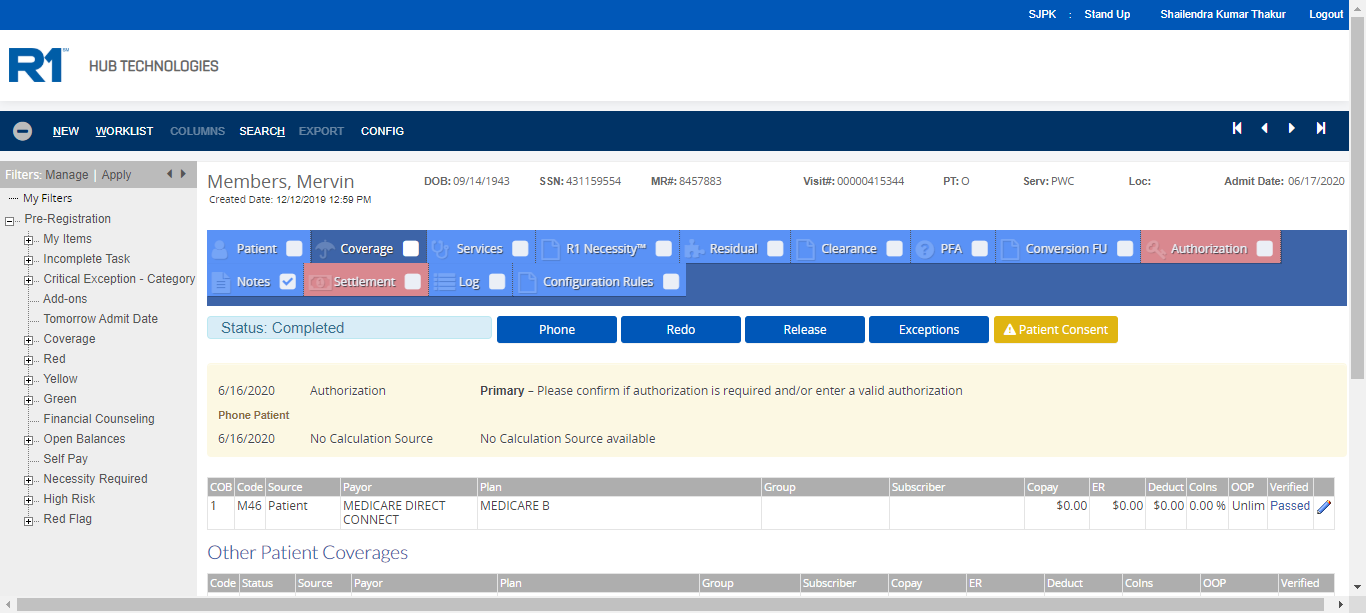 SJPK : Stand Up Shailendra Kumar Thakur Logout
R1 HUB TECHNOLOGIES
NEW WORKLIST COLUMNS SEARCH EXPORT CONFIG
Filters: Manage | Apply
My Filters
Pre-Registration
My Items
Incomplete Task
Critical Exception - Category
Add-ons
Tomorrow Admit Date
Coverage
Red
Yellow
Green
Financial Counseling
Open Balances
Self Pay
Necessity Required
High Risk
Red Flag
Members, Mervin DOB: 09/14/1943 SSN: 431159554 MR#: 8457883 Visit#: 00000415344 PT: O Serv: PWC Loc: Admit Date: 06/17/2020
Created Date: 12/12/2019 12:59 PM
Patient Coverage Services R1 Necessity™ Residual Clearance PFA Conversion FU Authorization
Notes Settlement Log Configuration Rules
Status: Completed Phone Redo Release Exceptions Patient Consent
6/16/2020 Authorization Primary – Please confirm if authorization is required and/or enter a valid authorization
Phone Patient
6/16/2020 No Calculation Source No Calculation Source available
COB Code Source Payor Plan Group Subscriber Copay ER Deduct CoIns OOP Verified
1 M46 Patient MEDICARE DIRECT MEDICARE B $0.00 $0.00 $0.00 0.00 % Unlim Passed
CONNECT
Other Patient Coverages
Code Status Source Payor Plan Group Subscriber Copay ER Deduct CoIns OOP Verified